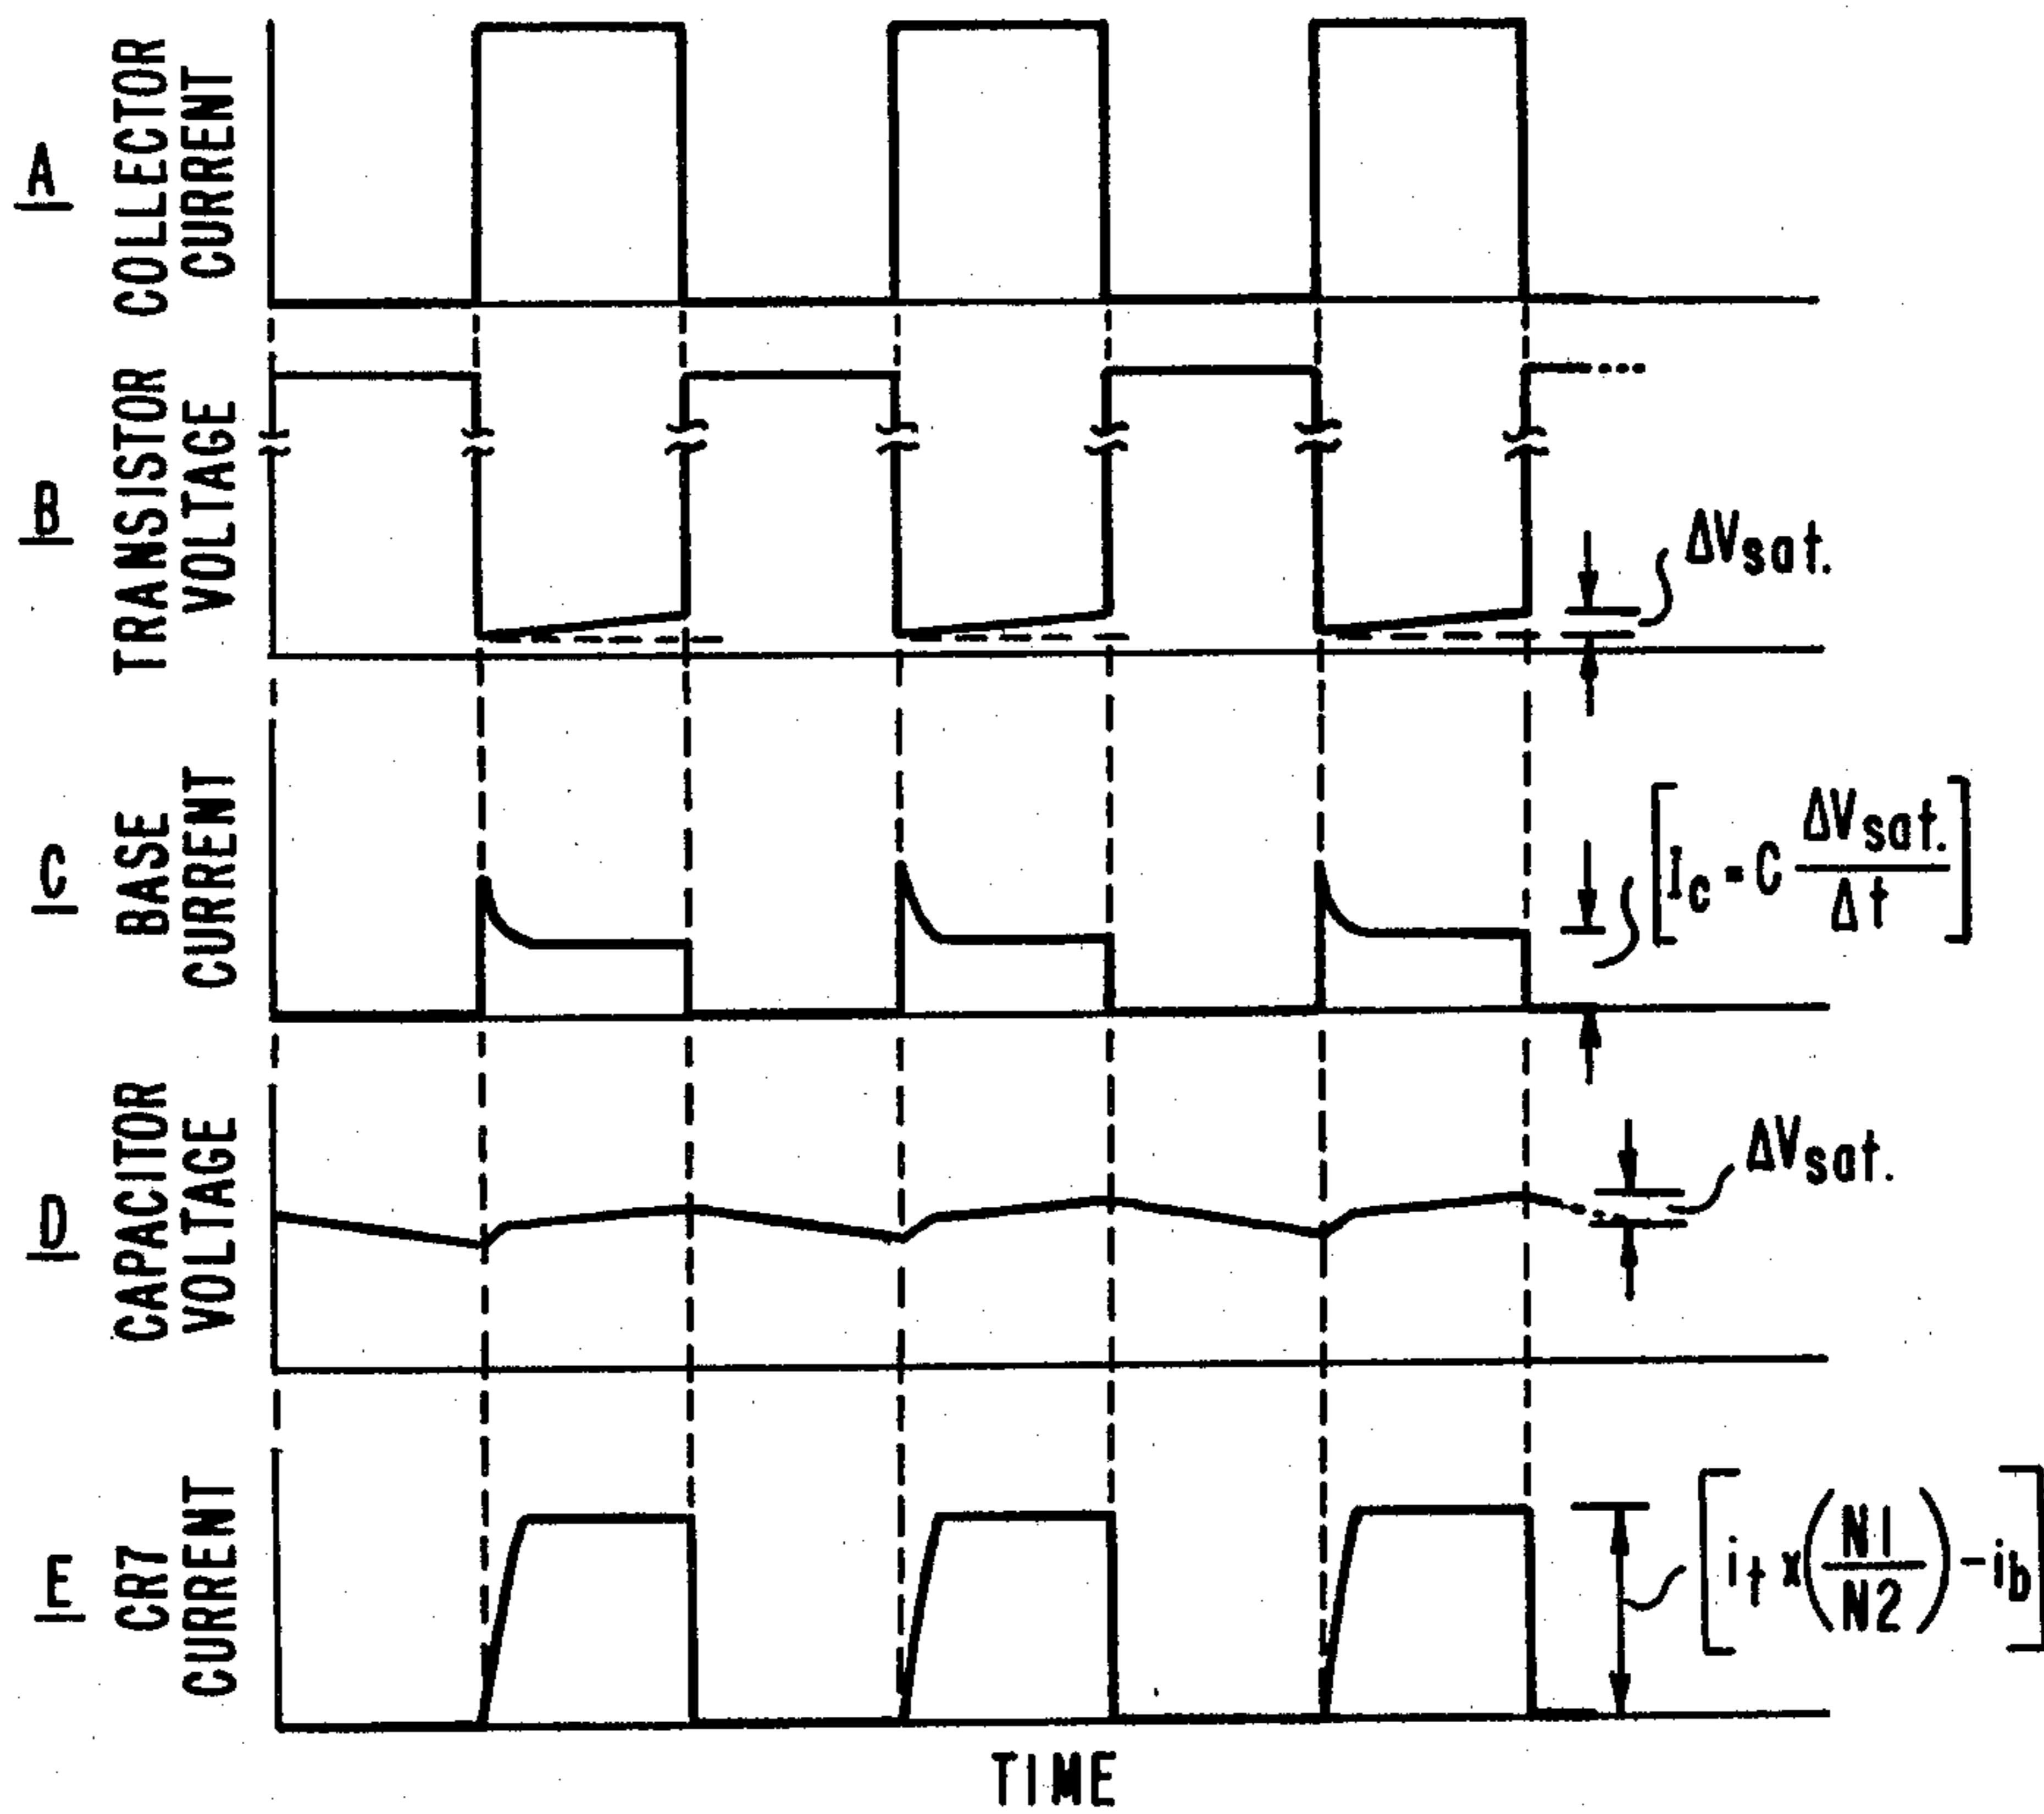 A
COLLECTOR
CURRENT
B
TRANSISTOR
VOLTAGE
ΔVsat.
C
BASE
CURRENT
[Ic = C ΔVsat./Δt]
D
CAPACITOR
VOLTAGE
ΔVsat.
E
CR7
CURRENT
[it x (N1/N2) - ib]
TIME